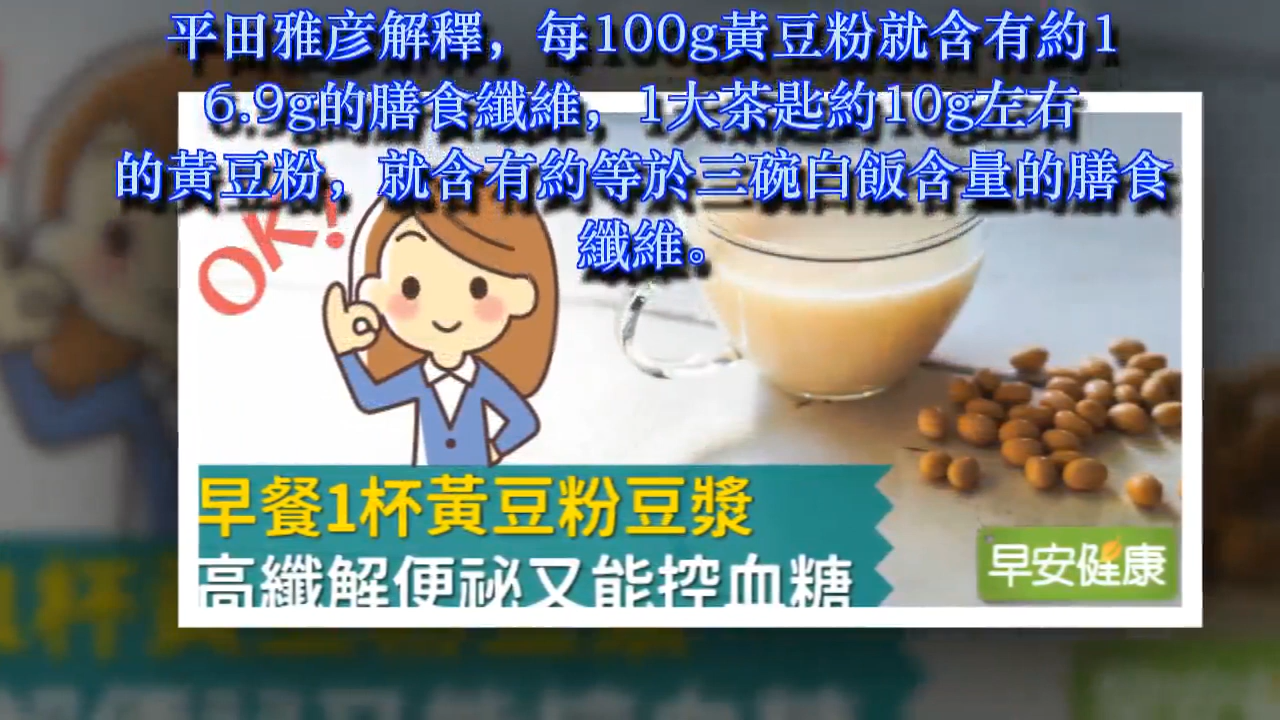 平田雅彦解釋，每100g黃豆粉就含有約1
6.9g的膳食纖維，1大茶匙約10g左右
的黃豆粉，就含有約等於三碗白飯含量的膳食
纖維。
OK!
早餐1杯黃豆粉豆漿
高纖解便祕又能控血糖
早安健康